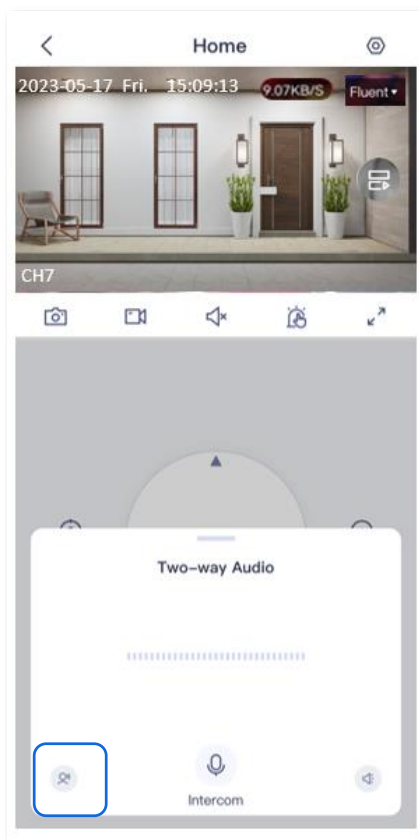 Home
2023-05-17 Fri. 15:09:13 9.07KB/S Fluent
CH7
Two-way Audio
Intercom